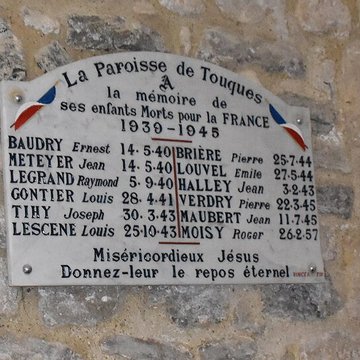 La Paroisse de Touques
A
la mémoire de
ses enfants Morts pour la FRANCE
1939-1945
BAUDRY Ernest 14.5.40
METEYER Jean 14.5.40
LEGRAND Raymond 5.9.40
GONTIER Louis 28.4.41
TIHY Joseph 30.3.43
LESCENE Louis 25.10.43
BRIÈRE Pierre 25.7.44
LOUVEL Emile 27.5.44
HALLEY Jean 3.2.43
VERDRY Pierre 22.3.45
MAUBERT Jean 11.7.45
MOISY Roger 26.2.57
Miséricordieux Jésus
Donnez-leur le repos éternel